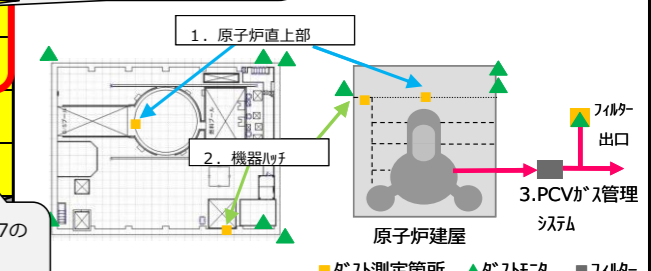 1．原子炉直上部
2．機器ﾊｯﾁ
ﾌｨﾙﾀｰ
出口
3.PCVｶﾞｽ管理
ｼｽﾃﾑ
原子炉建屋
7の
■ﾀﾞｽﾄ測定箇所 ▲ﾀﾞｽﾄﾓﾆﾀ ■ﾌｨﾙﾀｰ